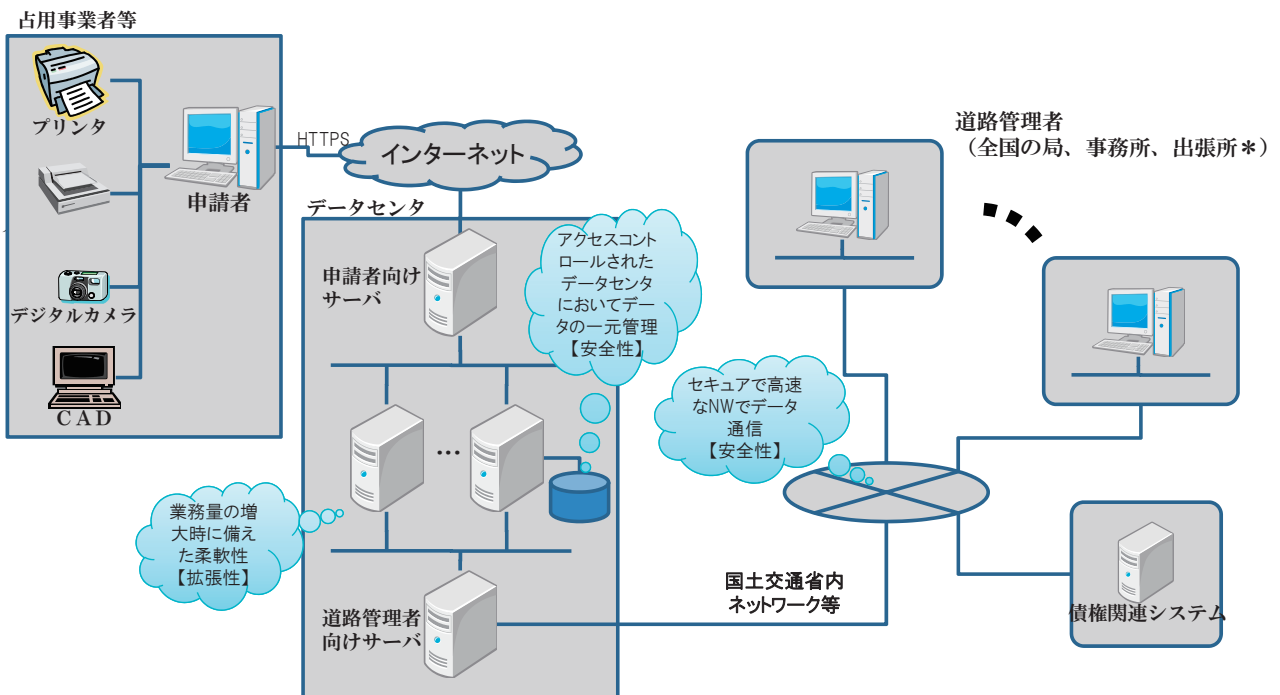 占用事業者等
プリンタ
申請者
デジタルカメラ
CAD
HTTPS
インターネット
データセンタ
申請者向け
サーバ
アクセスコント
ロールされた
データセンタ
においてデー
タの一元管理
【安全性】
…
業務量の増
大時に備え
た柔軟性
【拡張性】
道路管理者
向けサーバ
セキュアで高速
なNWでデータ
通信
【安全性】
国土交通省内
ネットワーク等
道路管理者
（全国の局、事務所、出張所＊）
債権関連システム